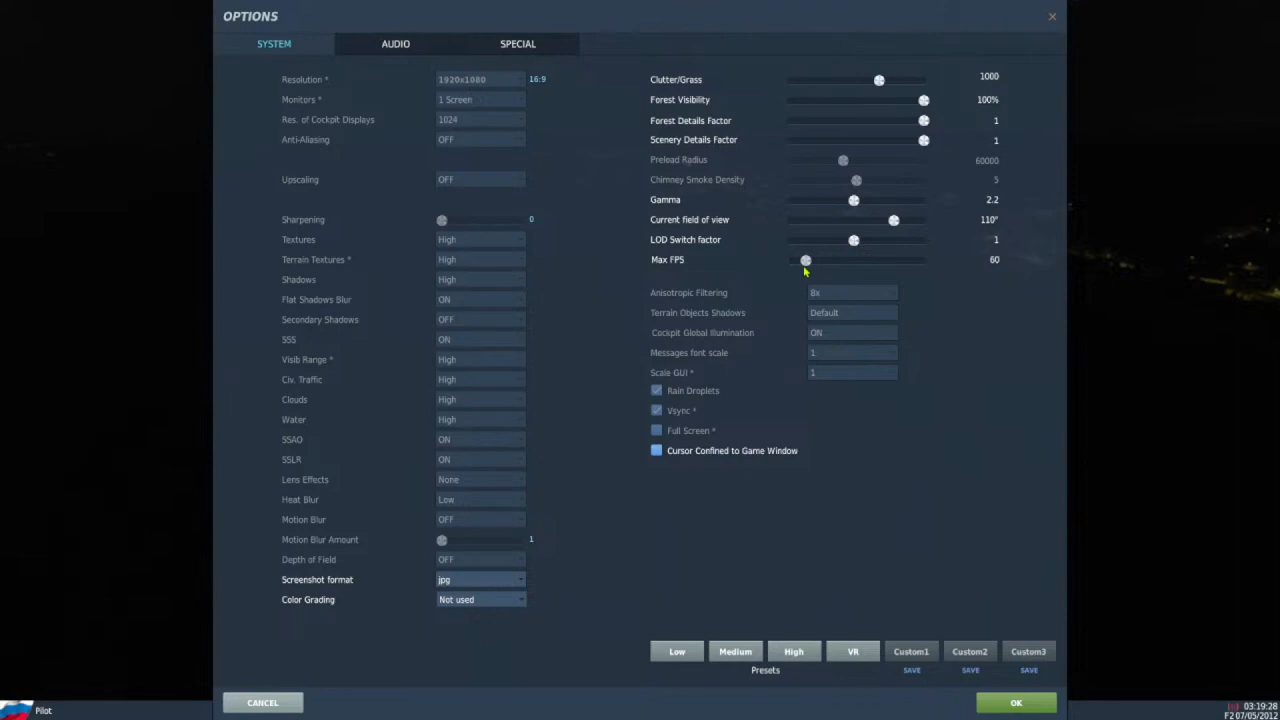 OPTIONS
SYSTEM AUDIO SPECIAL
Resolution * 1920x1080 16:9
Monitors * 1 Screen
Res. of Cockpit Displays 1024
Anti-Aliasing OFF
Upscaling OFF
Sharpening 0
Textures High
Terrain Textures * High
Shadows High
Flat Shadows Blur ON
Secondary Shadows OFF
SSS ON
Visib Range * High
Civ. Traffic High
Clouds High
Water High
SSAO ON
SSLR ON
Lens Effects None
Heat Blur Low
Motion Blur OFF
Motion Blur Amount 1
Depth of Field OFF
Screenshot format jpg
Color Grading Not used
Clutter/Grass 1000
Forest Visibility 100%
Forest Details Factor 1
Scenery Details Factor 1
Preload Radius 60000
Chimney Smoke Density 5
Gamma 2.2
Current field of view 110°
LOD Switch factor 1
Max FPS 60
Anisotropic Filtering 8x
Terrain Objects Shadows Default
Cockpit Global Illumination ON
Messages font scale 1
Scale GUI * 1
Rain Droplets
Vsync *
Full Screen *
Cursor Confined to Game Window
Low Medium High VR Custom1 Custom2 Custom3
Presets SAVE SAVE SAVE
CANCEL OK
Pilot
03:19:28
F2 07/05/2012